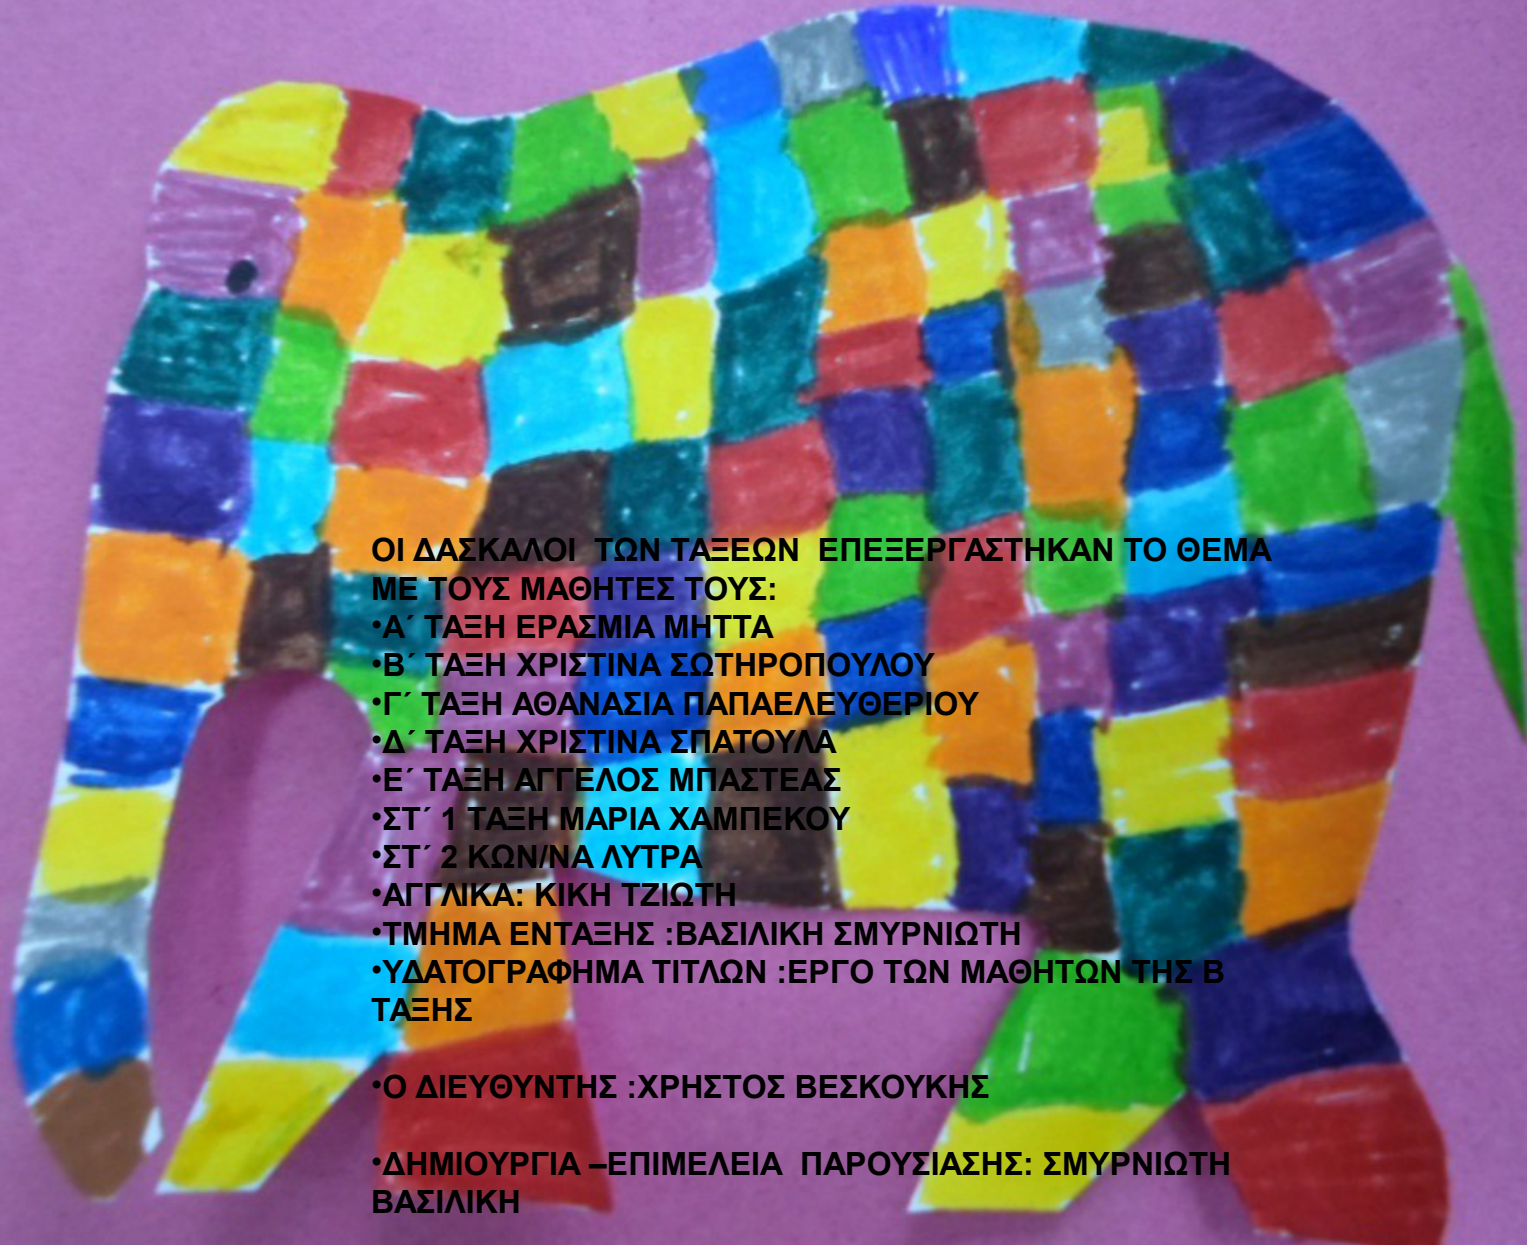 ΟΙ ΔΑΣΚΑΛΟΙ  ΤΩΝ ΤΑΞΕΩΝ  ΕΠΕΞΕΡΓΑΣΤΗΚΑΝ ΤΟ ΘΕΜΑ
ΜΕ ΤΟΥΣ ΜΑΘΗΤΕΣ ΤΟΥΣ:
•Α΄ ΤΑΞΗ ΕΡΑΣΜΙΑ ΜΗΤΤΑ
•Β΄ ΤΑΞΗ ΧΡΙΣΤΙΝΑ ΣΩΤΗΡΟΠΟΥΛΟΥ
•Γ΄ ΤΑΞΗ ΑΘΑΝΑΣΙΑ ΠΑΠΑΕΛΕΥΘΕΡΙΟΥ
•Δ΄ ΤΑΞΗ ΧΡΙΣΤΙΝΑ ΣΠΑΤΟΥΛΑ
•Ε΄ ΤΑΞΗ ΑΓΓΕΛΟΣ ΜΠΑΣΤΕΑΣ
•ΣΤ΄ 1 ΤΑΞΗ ΜΑΡΙΑ ΧΑΜΠΕΚΟΥ
•ΣΤ΄ 2 ΚΩΝ/ΝΑ ΛΥΤΡΑ
•ΑΓΓΛΙΚΑ: ΚΙΚΗ ΤΖΙΩΤΗ
•ΤΜΗΜΑ ΕΝΤΑΞΗΣ :ΒΑΣΙΛΙΚΗ ΣΜΥΡΝΙΩΤΗ
•ΥΔΑΤΟΓΡΑΦΗΜΑ ΤΙΤΛΩΝ :ΕΡΓΟ ΤΩΝ ΜΑΘΗΤΩΝ ΤΗΣ Β
ΤΑΞΗΣ
•Ο ΔΙΕΥΘΥΝΤΗΣ :ΧΡΗΣΤΟΣ ΒΕΣΚΟΥΚΗΣ
•ΔΗΜΙΟΥΡΓΙΑ –ΕΠΙΜΕΛΕΙΑ  ΠΑΡΟΥΣΙΑΣΗΣ: ΣΜΥΡΝΙΩΤΗ
ΒΑΣΙΛΙΚΗ